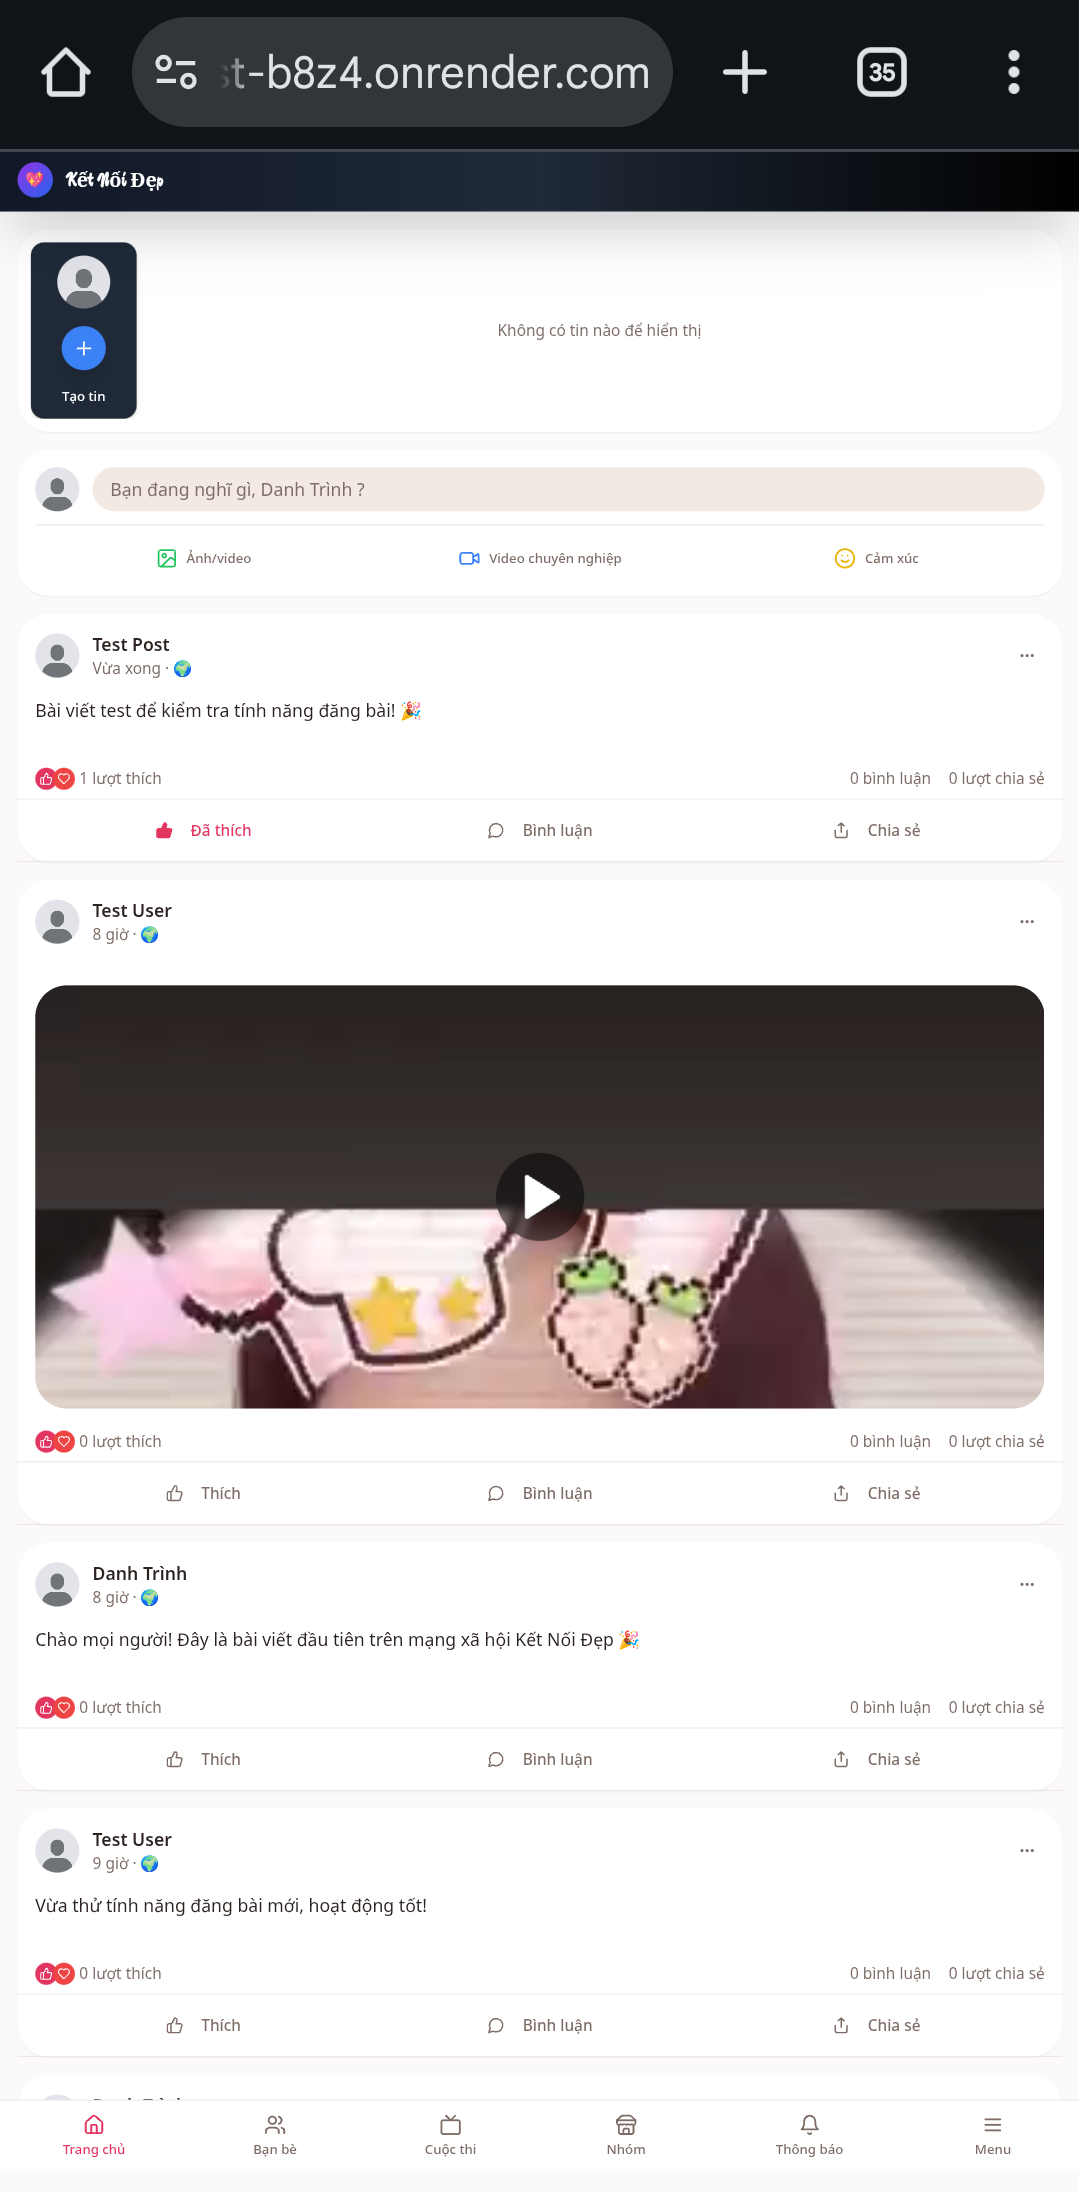 st-b8z4.onrender.com
35
Kết Nối Đẹp
Tạo tin
Không có tin nào để hiển thị
Bạn đang nghĩ gì, Danh Trình ?
Ảnh/video
Video chuyên nghiệp
Cảm xúc
Test Post
Vừa xong ·
Bài viết test để kiểm tra tính năng đăng bài! 🎉
1 lượt thích
0 bình luận 0 lượt chia sẻ
Đã thích
Bình luận
Chia sẻ
Test User
8 giờ ·
0 lượt thích
0 bình luận 0 lượt chia sẻ
Thích
Bình luận
Chia sẻ
Danh Trình
8 giờ ·
Chào mọi người! Đây là bài viết đầu tiên trên mạng xã hội Kết Nối Đẹp 🎉
0 lượt thích
0 bình luận 0 lượt chia sẻ
Thích
Bình luận
Chia sẻ
Test User
9 giờ ·
Vừa thử tính năng đăng bài mới, hoạt động tốt!
0 lượt thích
0 bình luận 0 lượt chia sẻ
Thích
Bình luận
Chia sẻ
Trang chủ
Bạn bè
Cuộc thi
Nhóm
Thông báo
Menu